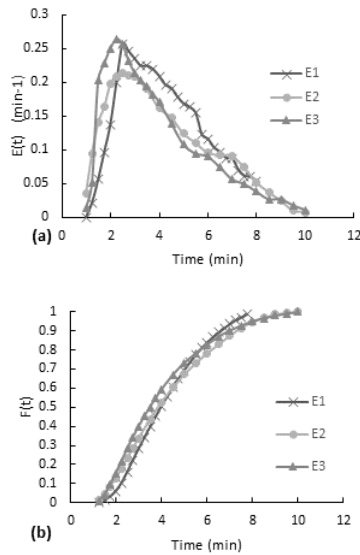 0.3
0.25
0.2
0.15
0.1
0.05
0
E(t) (min-1)
E1
E2
E3
0 2 4 6 8 10 12
(a)
Time (min)
1
0.9
0.8
0.7
0.6
0.5
0.4
0.3
0.2
0.1
0
F(t)
E1
E2
E3
0 2 4 6 8 10 12
(b)
Time (min)